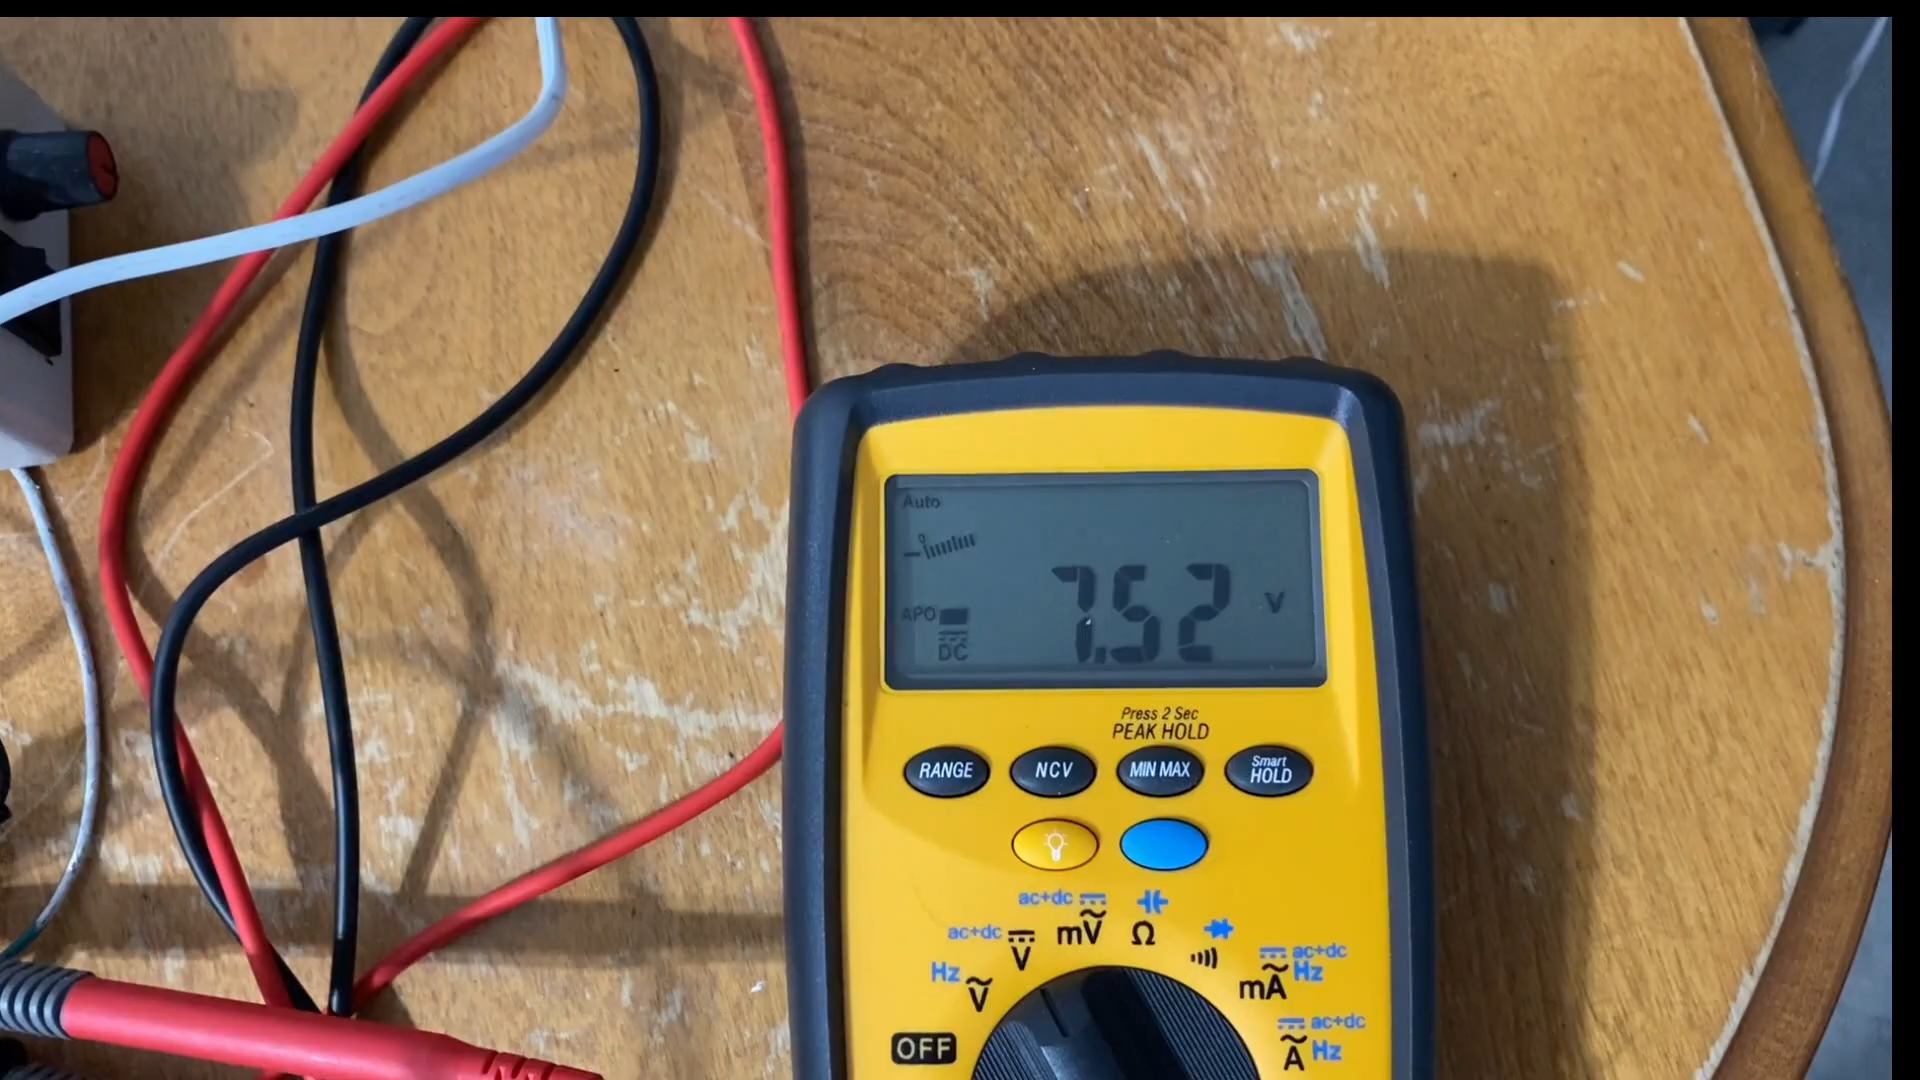 Auto
0
APO
DC
7.52 V
Press 2 Sec
PEAK HOLD
RANGE
NCV
MIN MAX
Smart
HOLD
ac+dc
mV
Ω
ac+dc
V
Hz
V
ac+dc
mA Hz
ac+dc
A Hz
OFF